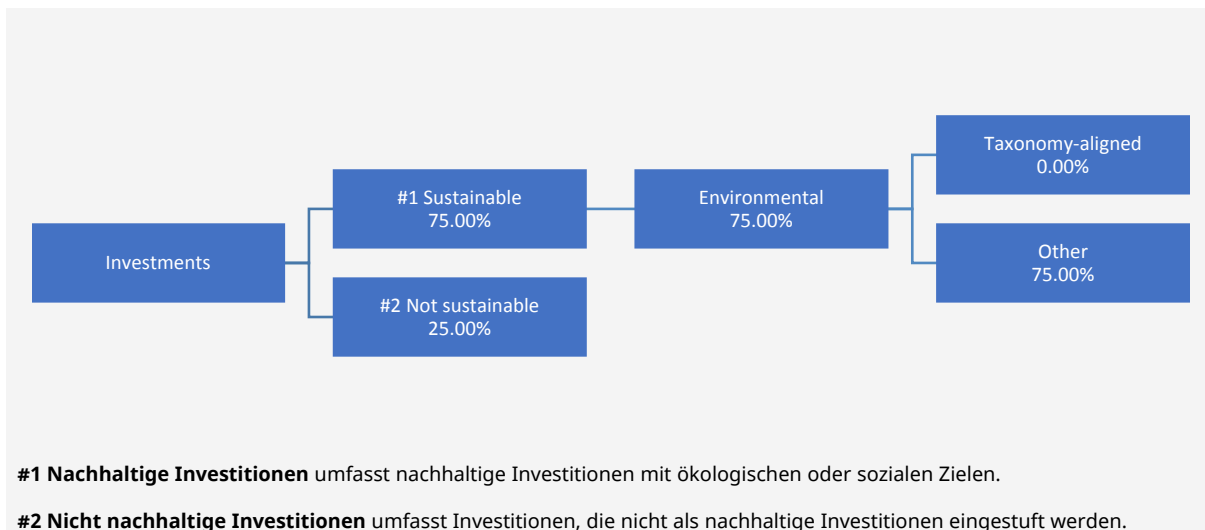 Taxonomy-aligned
0.00%
#1 Sustainable
75.00%
Environmental
75.00%
Investments
Other
75.00%
#2 Not sustainable
25.00%
#1 Nachhaltige Investitionen umfasst nachhaltige Investitionen mit ökologischen oder sozialen Zielen.
#2 Nicht nachhaltige Investitionen umfasst Investitionen, die nicht als nachhaltige Investitionen eingestuft werden.